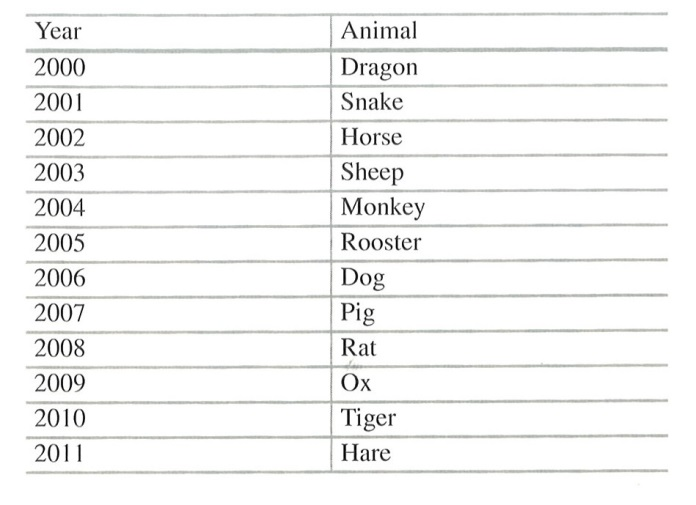 Year Animal
2000 Dragon
2001 Snake
2002 Horse
2003 Sheep
2004 Monkey
2005 Rooster
2006 Dog
2007 Pig
2008 Rat
2009 Ox
2010 Tiger
2011 Hare